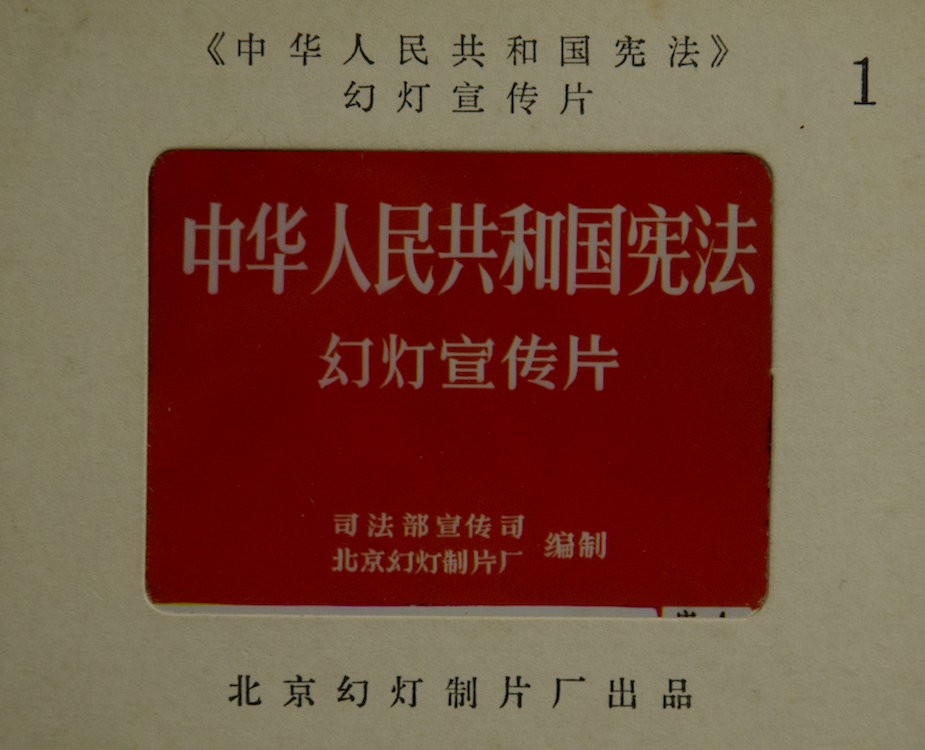 《中华人民共和国宪法》
幻灯宣传片
1
中华人民共和国宪法
幻灯宣传片
司法部宣传司
北京幻灯制片厂
编制
北京幻灯制片厂出品